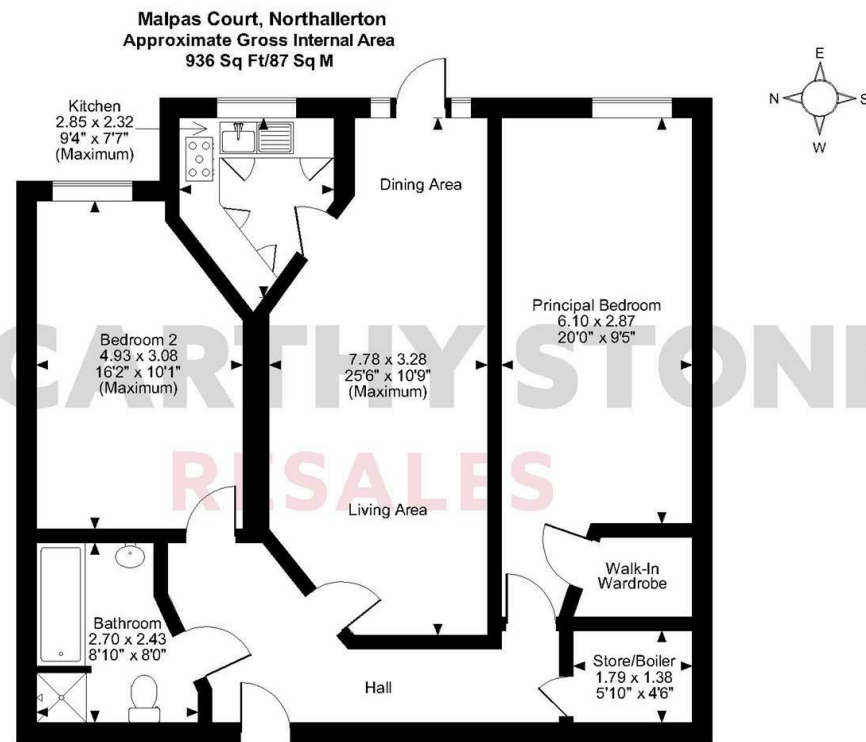 Malpas Court, Northallerton
Approximate Gross Internal Area
936 Sq Ft/87 Sq M
E
N
S
W
Kitchen
2.85 x 2.32
9'4" x 7'7"
(Maximum)
Dining Area
Principal Bedroom
6.10 x 2.87
20'0" x 9'5"
Bedroom 2
4.93 x 3.08
16'2" x 10'1"
(Maximum)
7.78 x 3.28
25'6" x 10'9"
(Maximum)
CARTHY STONE
RESALES
Living Area
Walk-In
Wardrobe
Bathroom
2.70 x 2.43
8'10" x 8'0"
Store/Boiler
1.79 x 1.38
5'10" x 4'6"
Hall